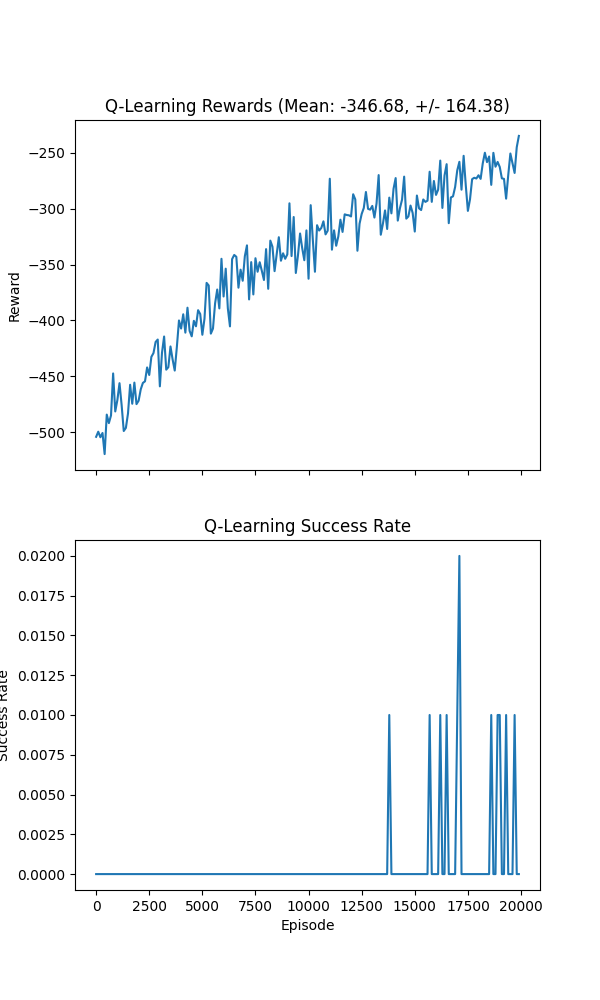 Q-Learning Rewards (Mean: -346.68, +/- 164.38)
−250
−300
−350
−400
−450
−500
Reward
Q-Learning Success Rate
0.0200
0.0175
0.0150
0.0125
0.0100
0.0075
0.0050
0.0025
0.0000
Success Rate
0 2500 5000 7500 10000 12500 15000 17500 20000
Episode